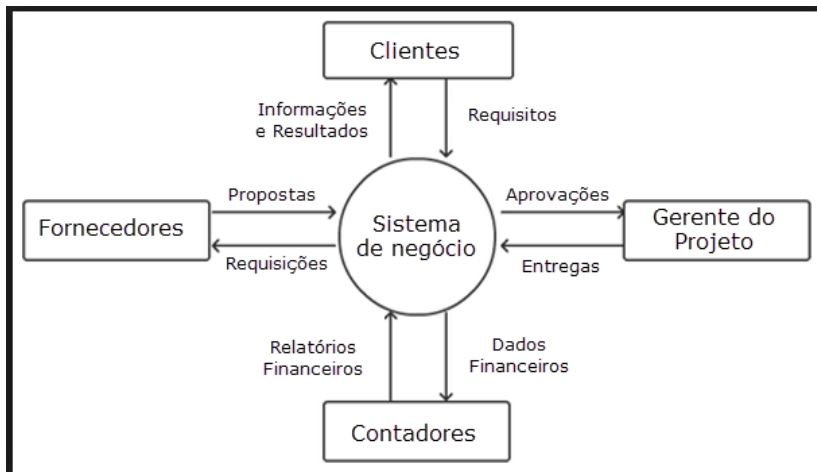 Clientes
Informações
e Resultados
Requisitos
Propostas
Aprovações
Fornecedores
Sistema
de negócio
Gerente do
Projeto
Requisições
Entregas
Relatórios
Financeiros
Dados
Financeiros
Contadores